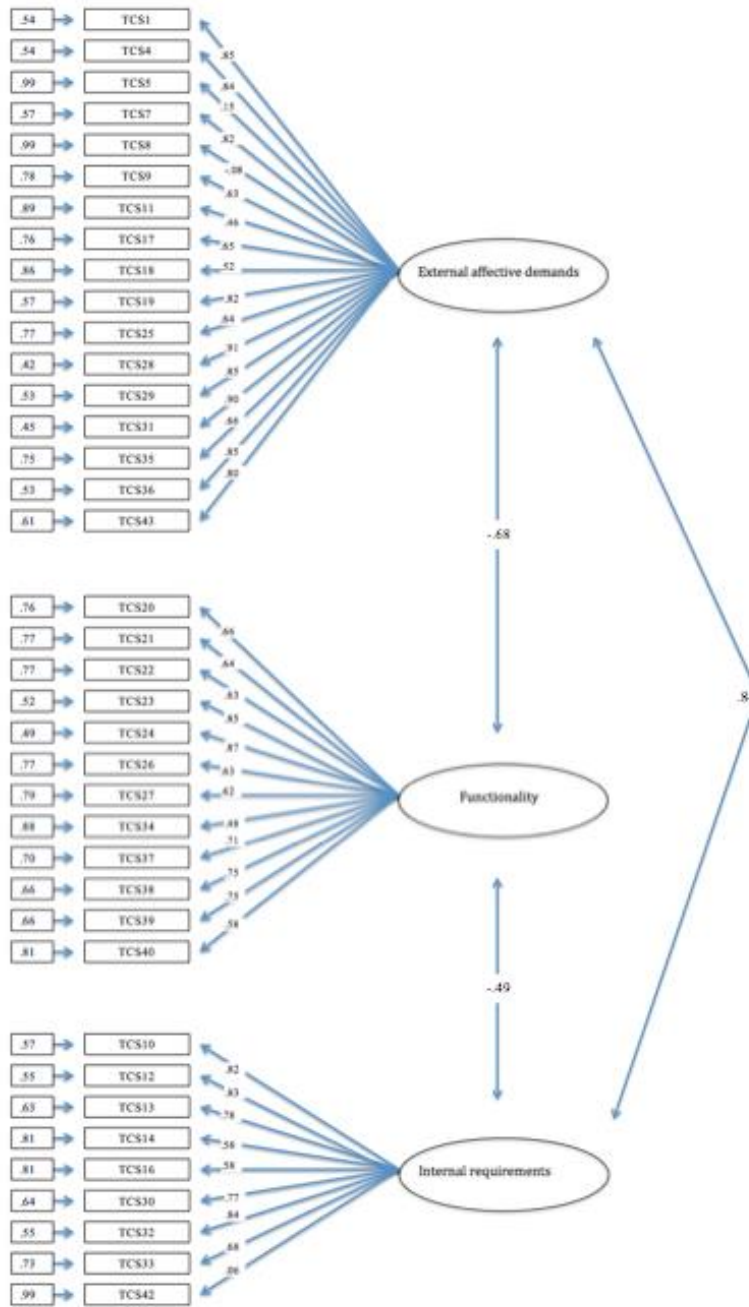 .54 TCS1 .85
.54 TCS4 .84
.99 TCS5 .15
.57 TCS7 .82
.99 TCS8 -.08
.78 TCS9 .63
.89 TCS11 .46
.76 TCS17 .65
.86 TCS18 .52
.57 TCS19 .82
.77 TCS25 .64
.42 TCS28 .91
.53 TCS29 .85
.45 TCS31 .90
.75 TCS35 .66
.53 TCS36 .85
.61 TCS43 .80
External affective demands
-.68
.76 TCS20 .66
.77 TCS21 .64
.77 TCS22 .63
.52 TCS23 .85
.49 TCS24 .87
.77 TCS26 .63
.79 TCS27 .62
.88 TCS34 .48
.70 TCS37 .71
.66 TCS38 .75
.66 TCS39 .75
.81 TCS40 .58
Functionality
-.49
.57 TCS10 .82
.55 TCS12 .83
.63 TCS13 .78
.81 TCS14 .58
.81 TCS16 .58
.64 TCS30 .77
.55 TCS32 .84
.73 TCS33 .68
.99 TCS42 .06
Internal requirements